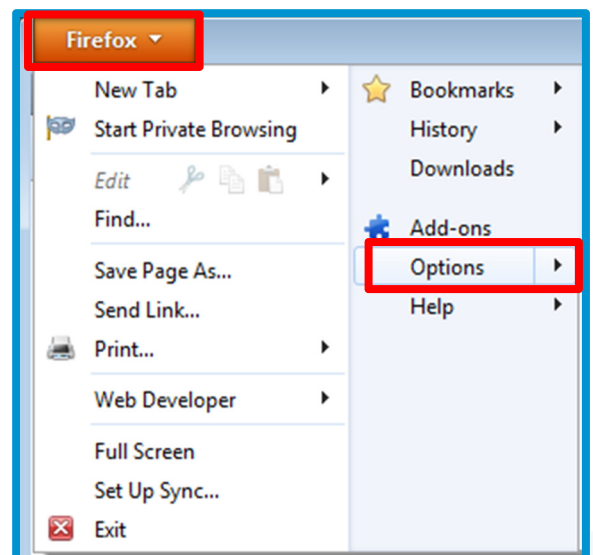 Firefox
New Tab
Start Private Browsing
Edit
Find...
Save Page As...
Send Link...
Print...
Web Developer
Full Screen
Set Up Sync...
Exit
Bookmarks
History
Downloads
Add-ons
Options
Help